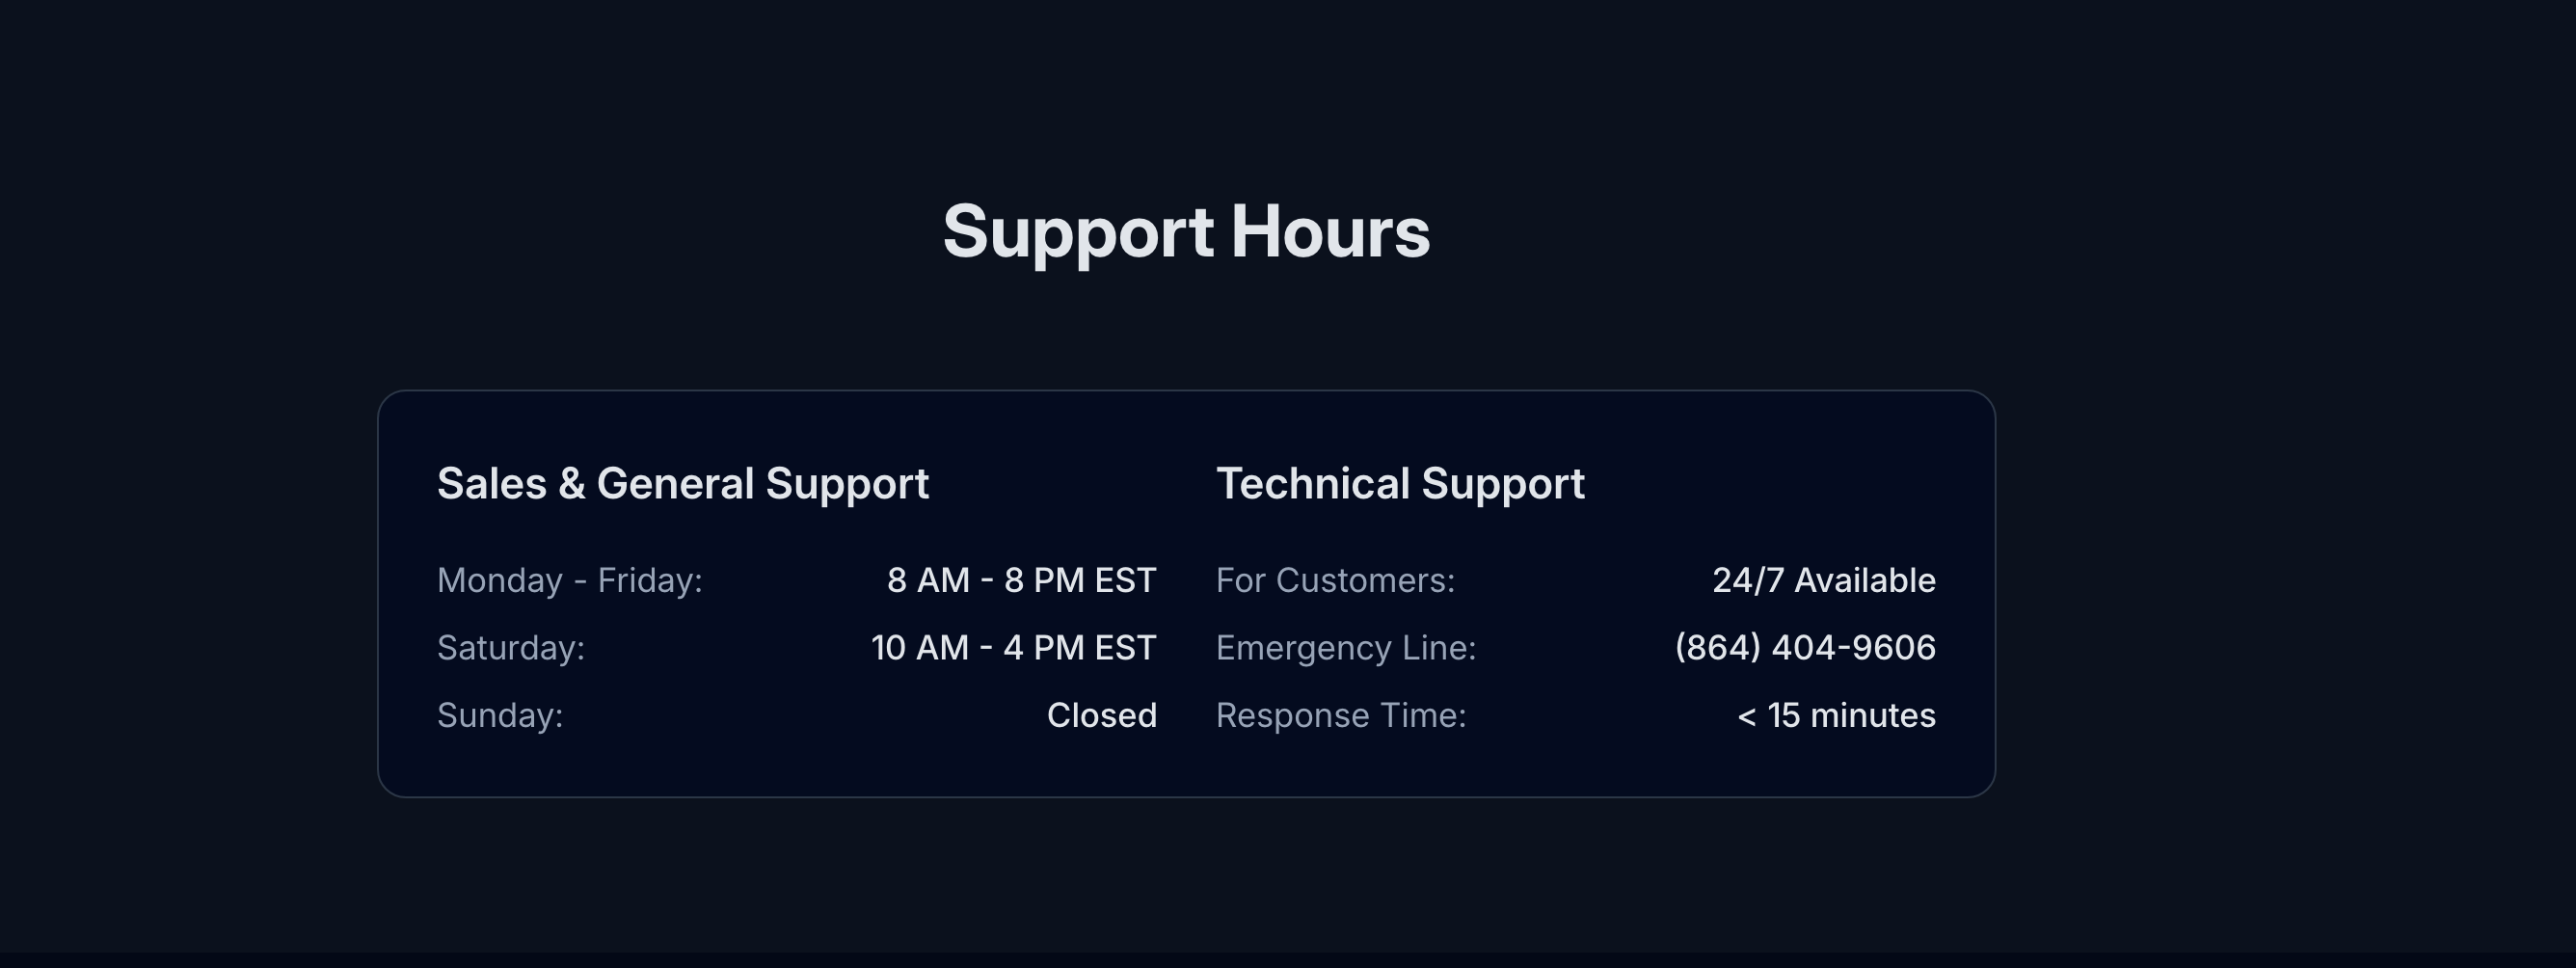 Support Hours
Sales & General Support
Monday - Friday: 8 AM - 8 PM EST
Saturday: 10 AM - 4 PM EST
Sunday: Closed
Technical Support
For Customers: 24/7 Available
Emergency Line: (864) 404-9606
Response Time: < 15 minutes